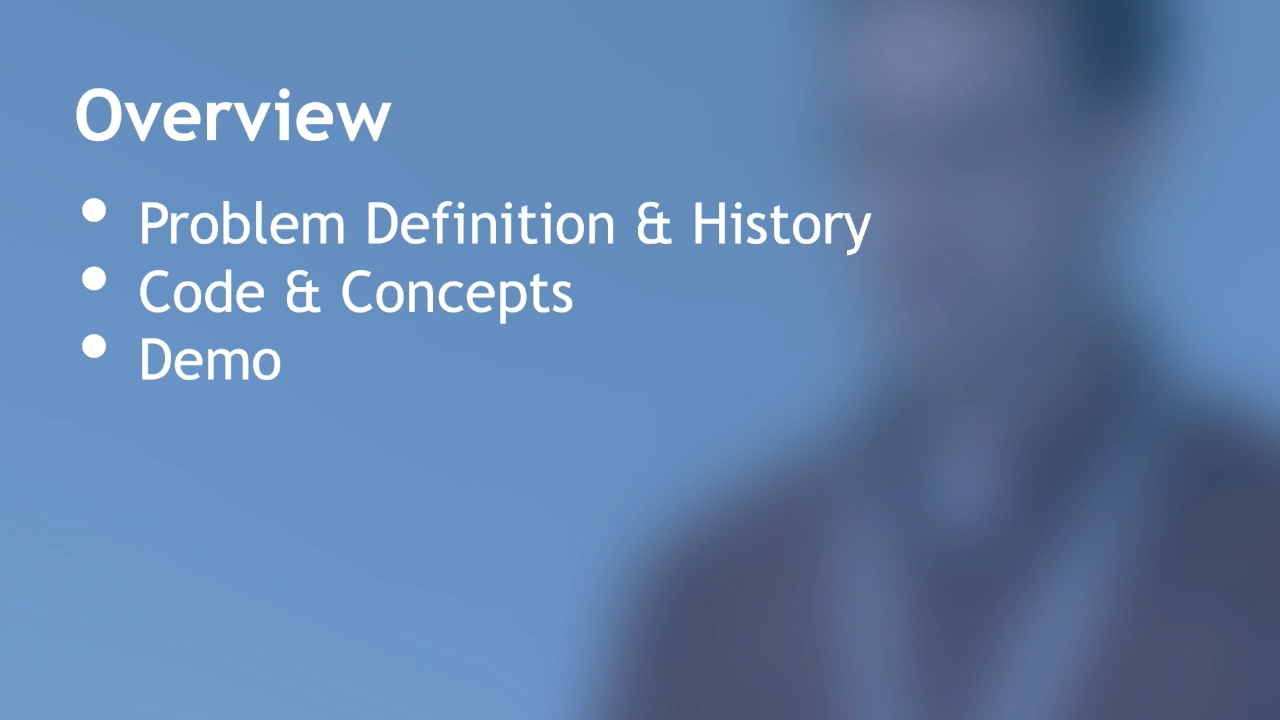 Overview
• Problem Definition & History
• Code & Concepts
• Demo